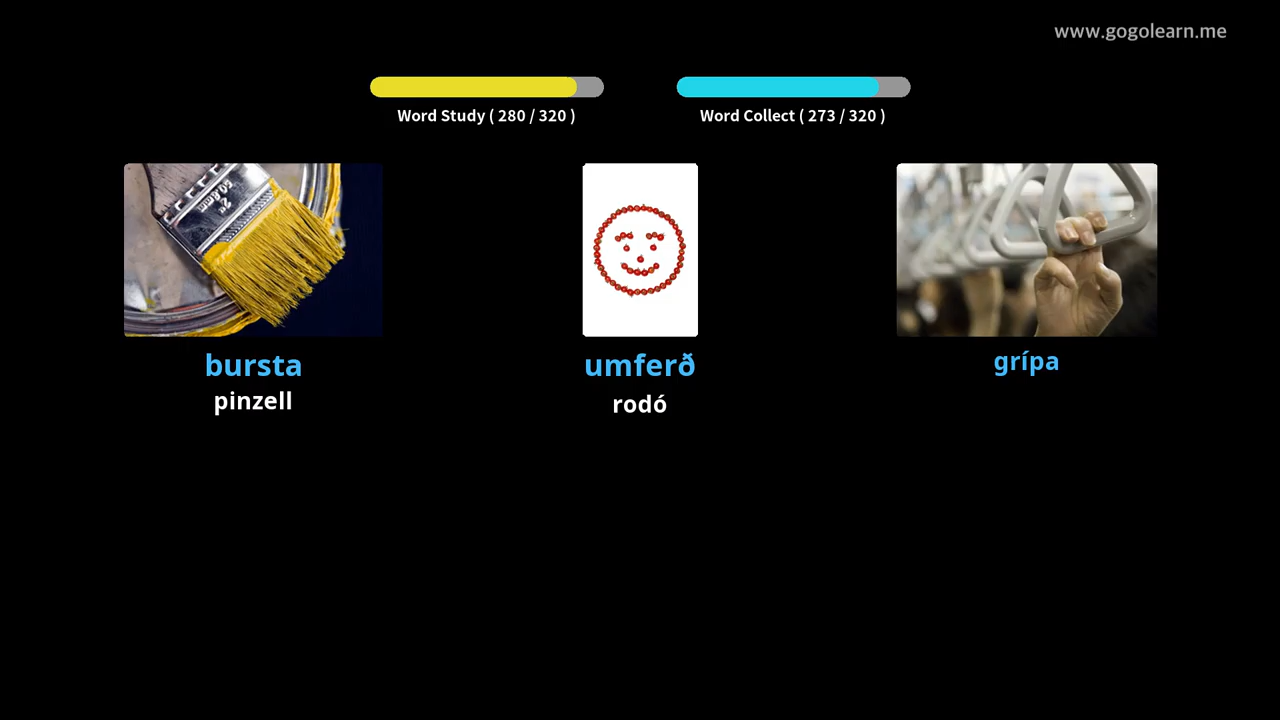 www.gogolearn.me
Word Study ( 280 / 320 )
Word Collect ( 273 / 320 )
bursta
pinzell
umferð
rodó
grípa